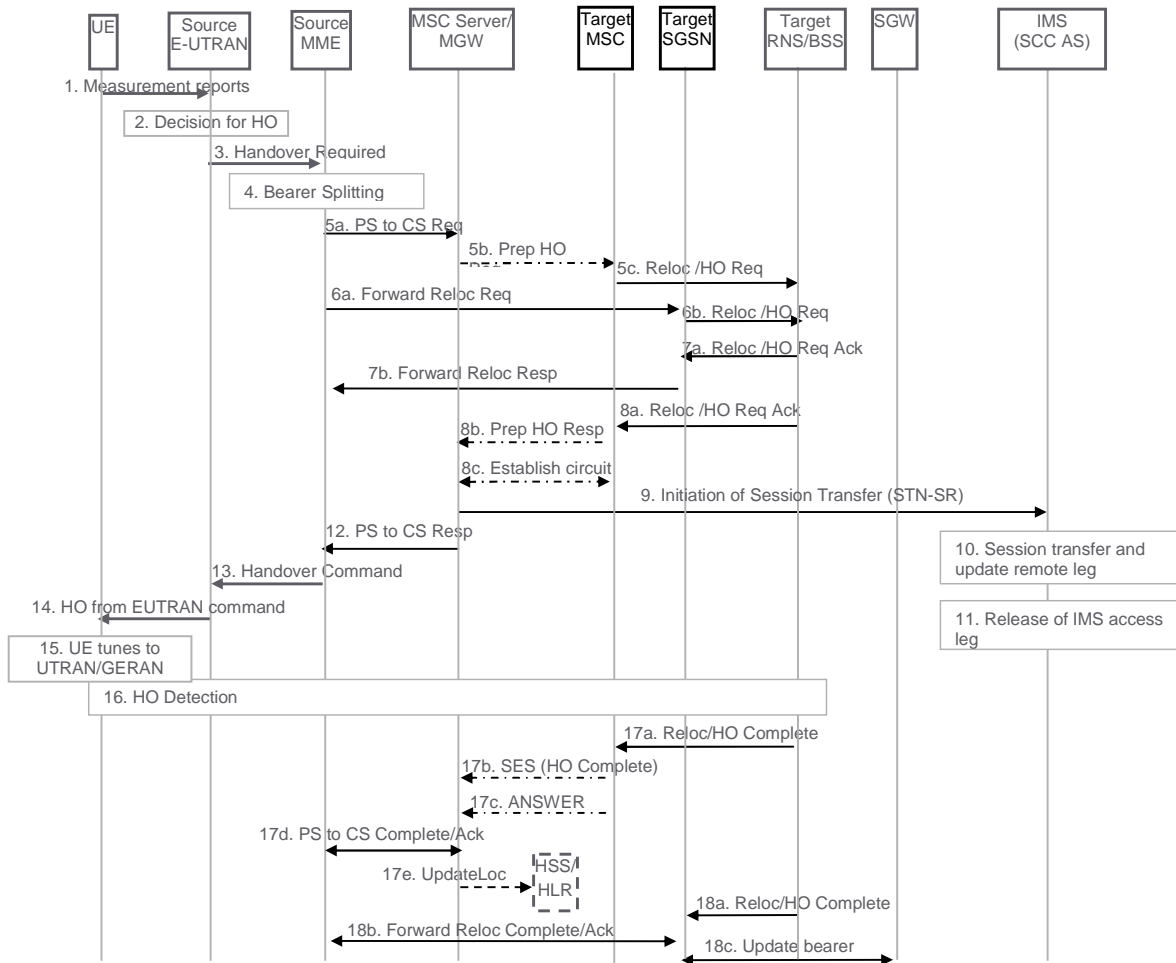 UE
Source
E-UTRAN
Source
MME
MSC Server/
MGW
Target
MSC
Target
SGSN
Target
RNS/BSS
SGW
IMS
(SCC AS)
1. Measurement reports
2. Decision for HO
3. Handover Required
4. Bearer Splitting
5a. PS to CS Req
5b. Prep HO
5c. Reloc /HO Req
6a. Forward Reloc Req
6b. Reloc /HO Req
7a. Reloc /HO Req Ack
7b. Forward Reloc Resp
8a. Reloc /HO Req Ack
8b. Prep HO Resp
8c. Establish circuit
9. Initiation of Session Transfer (STN-SR)
12. PS to CS Resp
10. Session transfer and
update remote leg
13. Handover Command
14. HO from EUTRAN command
11. Release of IMS access
leg
15. UE tunes to
UTRAN/GERAN
16. HO Detection
17a. Reloc/HO Complete
17b. SES (HO Complete)
17c. ANSWER
17d. PS to CS Complete/Ack
17e. UpdateLoc
HSS/
HLR
18a. Reloc/HO Complete
18b. Forward Reloc Complete/Ack
18c. Update bearer